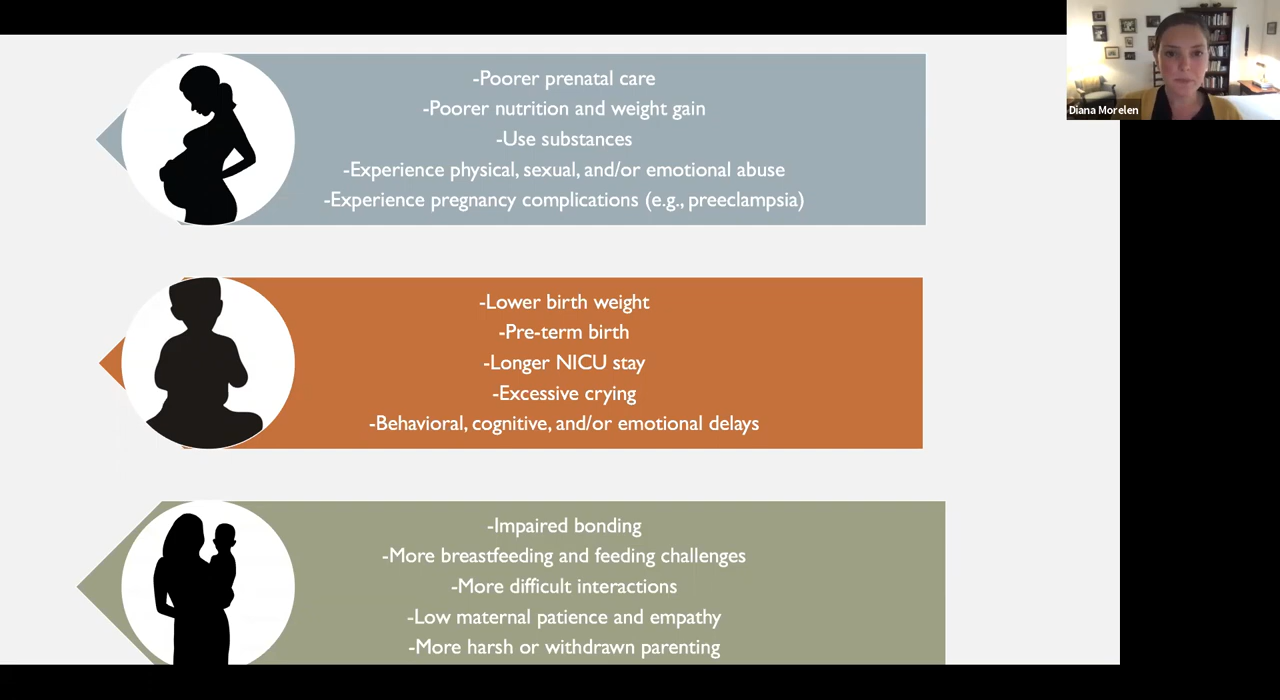 -Poorer prenatal care
-Poorer nutrition and weight gain
-Use substances
-Experience physical, sexual, and/or emotional abuse
-Experience pregnancy complications (e.g., preeclampsia)
-Lower birth weight
-Pre-term birth
-Longer NICU stay
-Excessive crying
-Behavioral, cognitive, and/or emotional delays
-Impaired bonding
-More breastfeeding and feeding challenges
-More difficult interactions
-Low maternal patience and empathy
-More harsh or withdrawn parenting
Diana Morelen